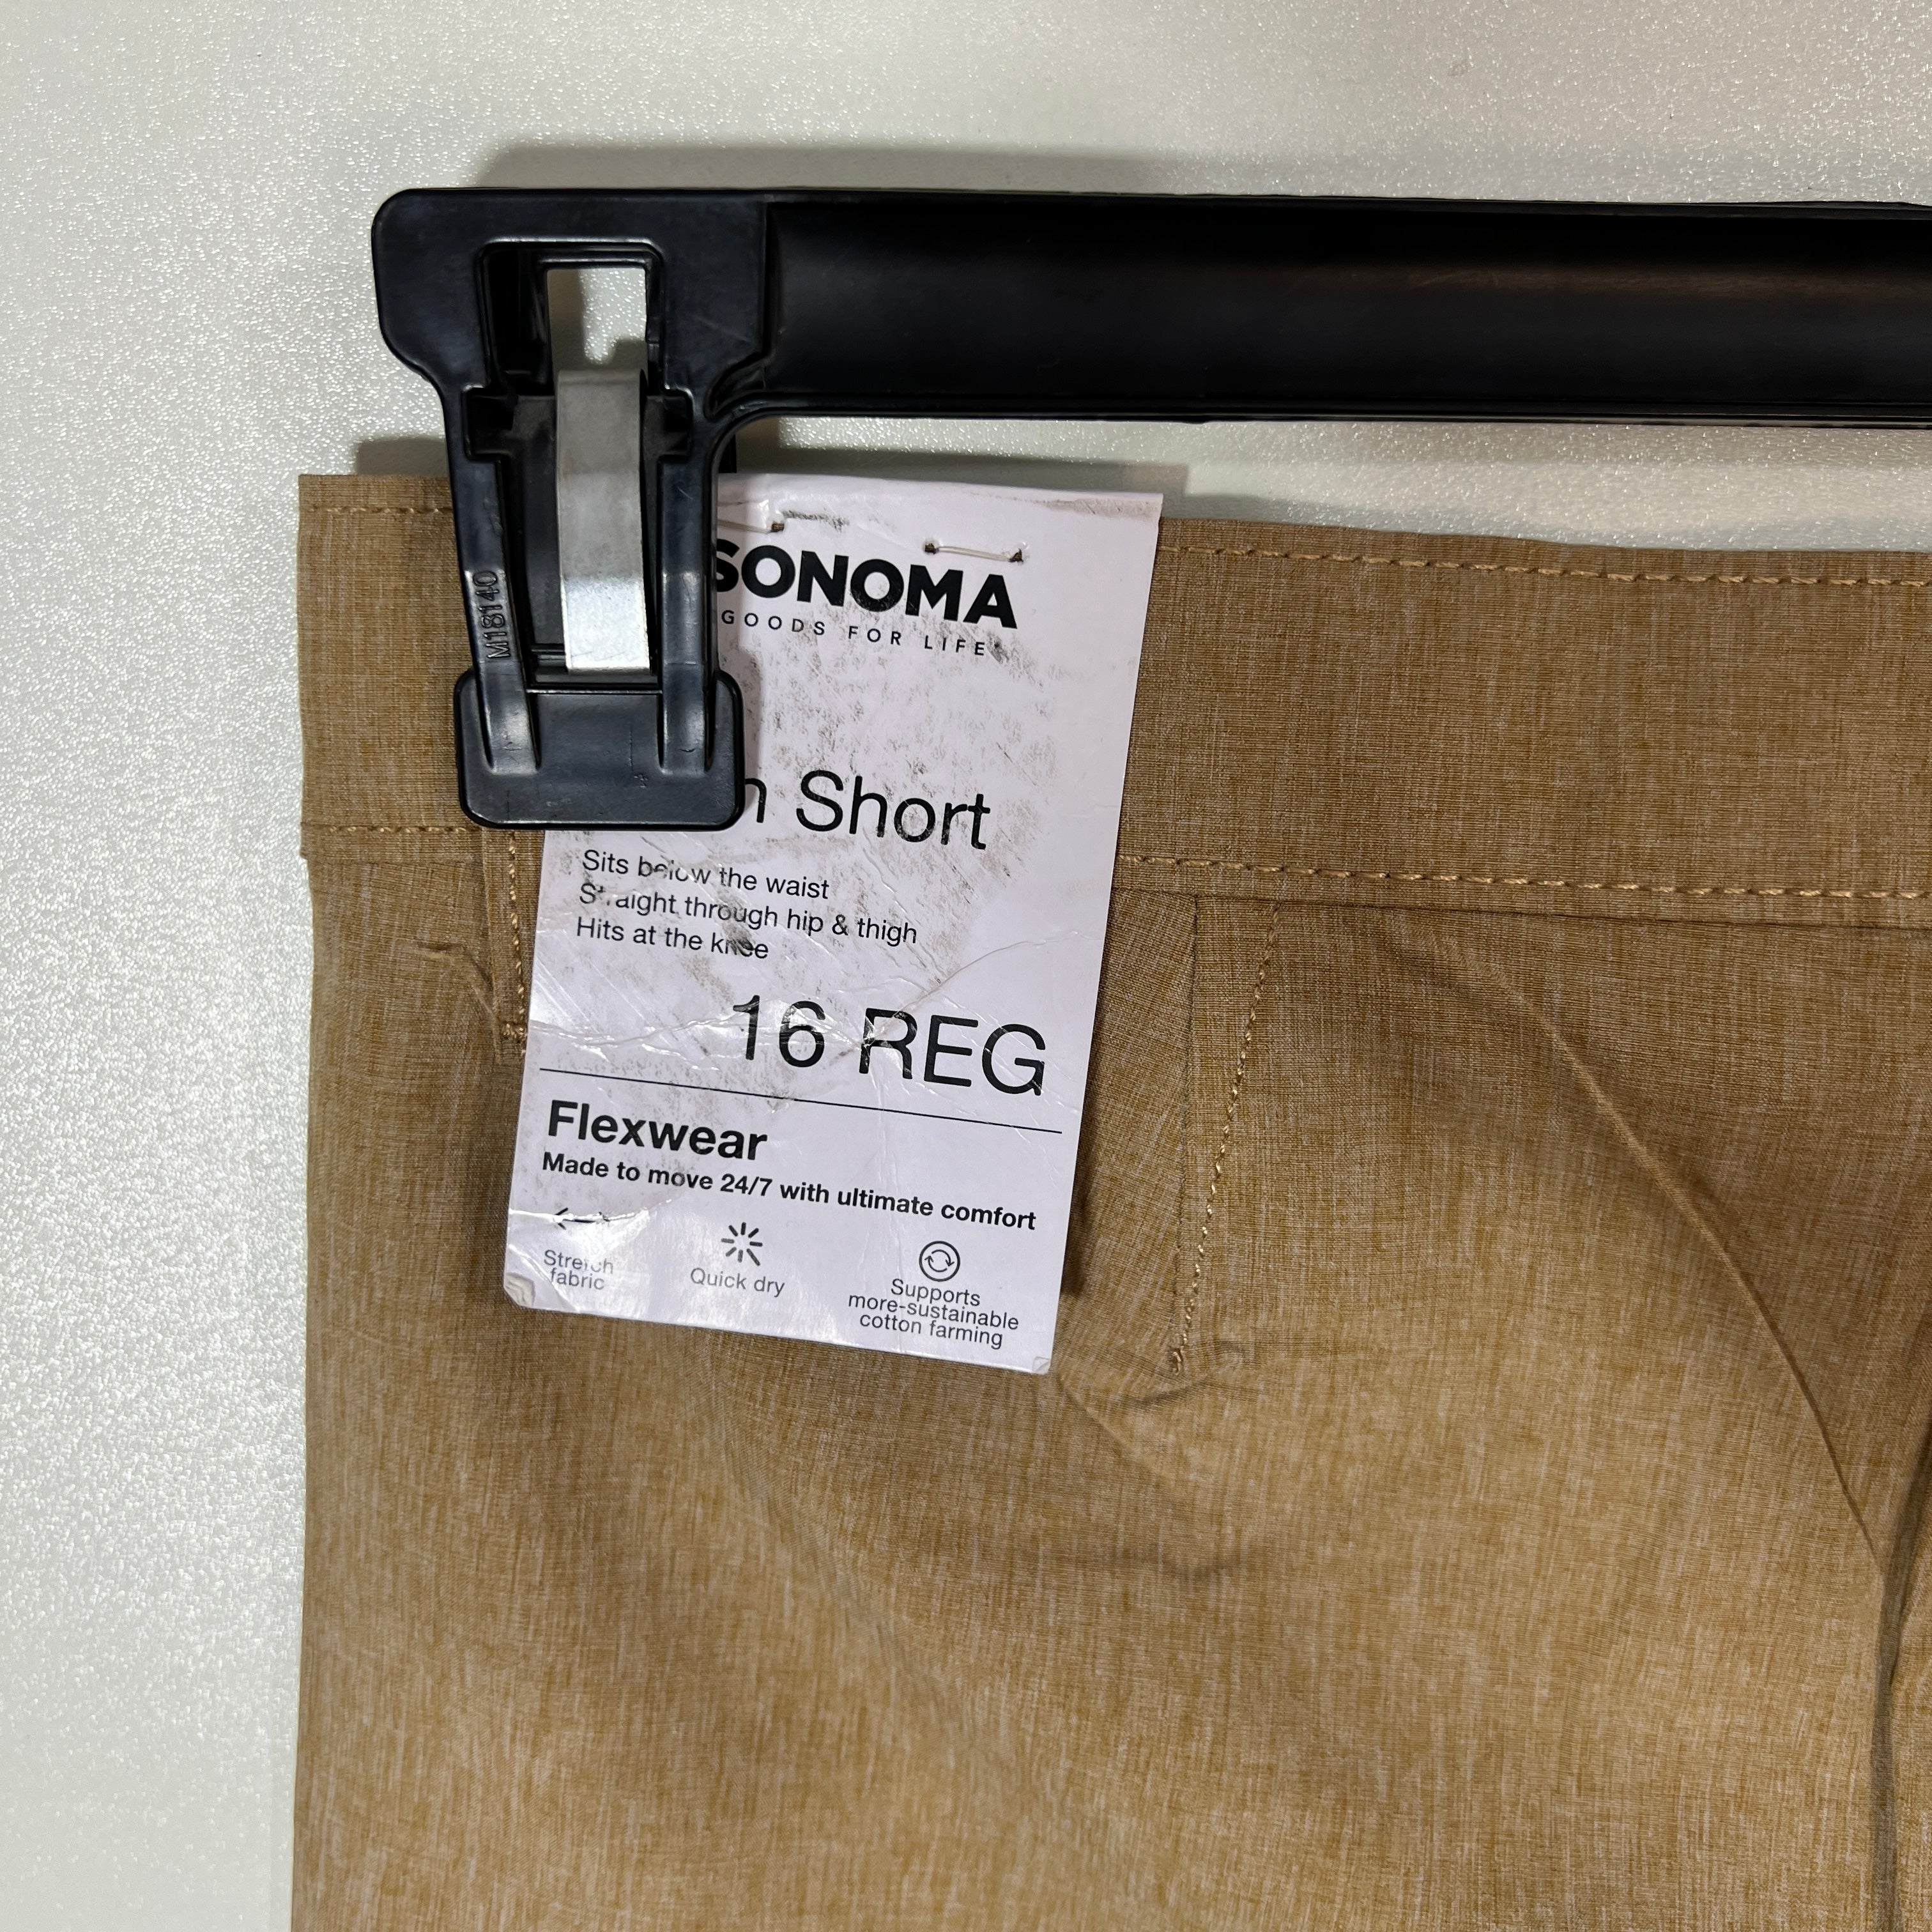 SONOMA
GOODS FOR LIFE
M18140
Short
Sits below the waist
Straight through hip & thigh
Hits at the knee
16 REG
Flexwear
Made to move 24/7 with ultimate comfort
Stretch
fabric
Quick dry
Supports
more-sustainable
cotton farming